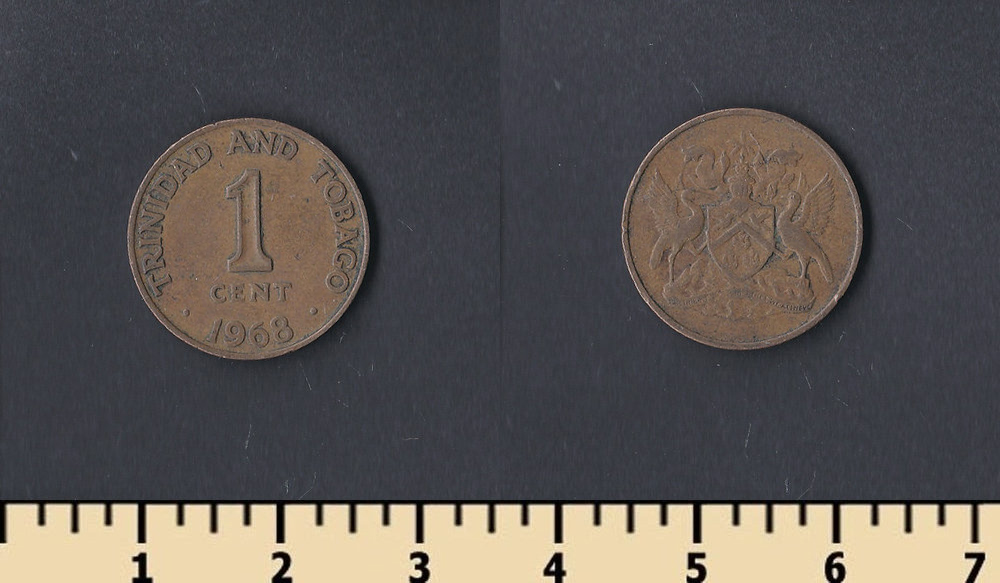 TRINIDAD AND TOBAGO
1
CENT
1968
1 2 3 4 5 6 7